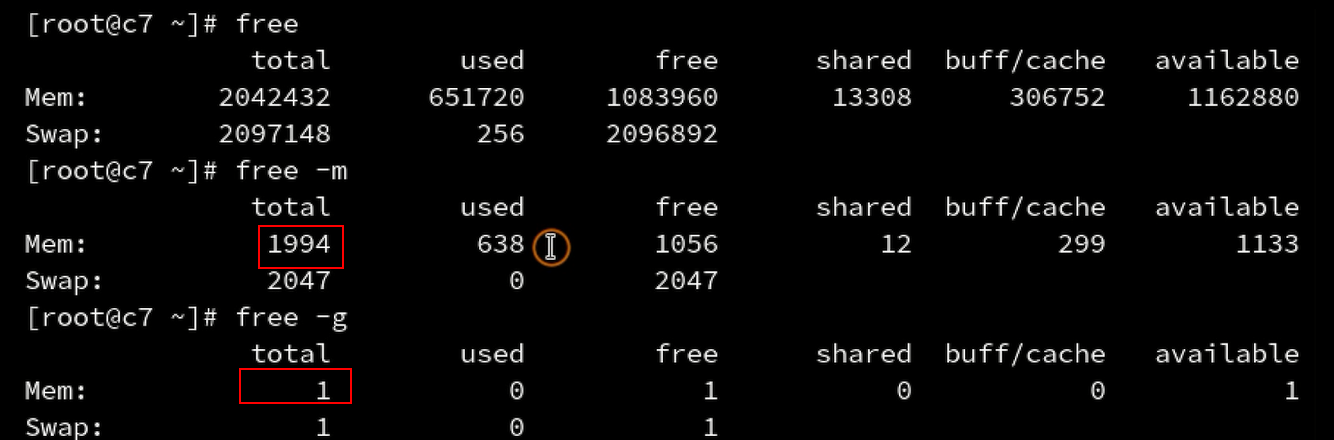 [root@c7 ~]# free
total used free shared buff/cache available
Mem: 2042432 651720 1083960 13308 306752 1162880
Swap: 2097148 256 2096892
[root@c7 ~]# free -m
total used free shared buff/cache available
Mem: 1994 638 1056 12 299 1133
Swap: 2047 0 2047
[root@c7 ~]# free -g
total used free shared buff/cache available
Mem: 1 0 1 0 0 1
Swap: 1 0 1